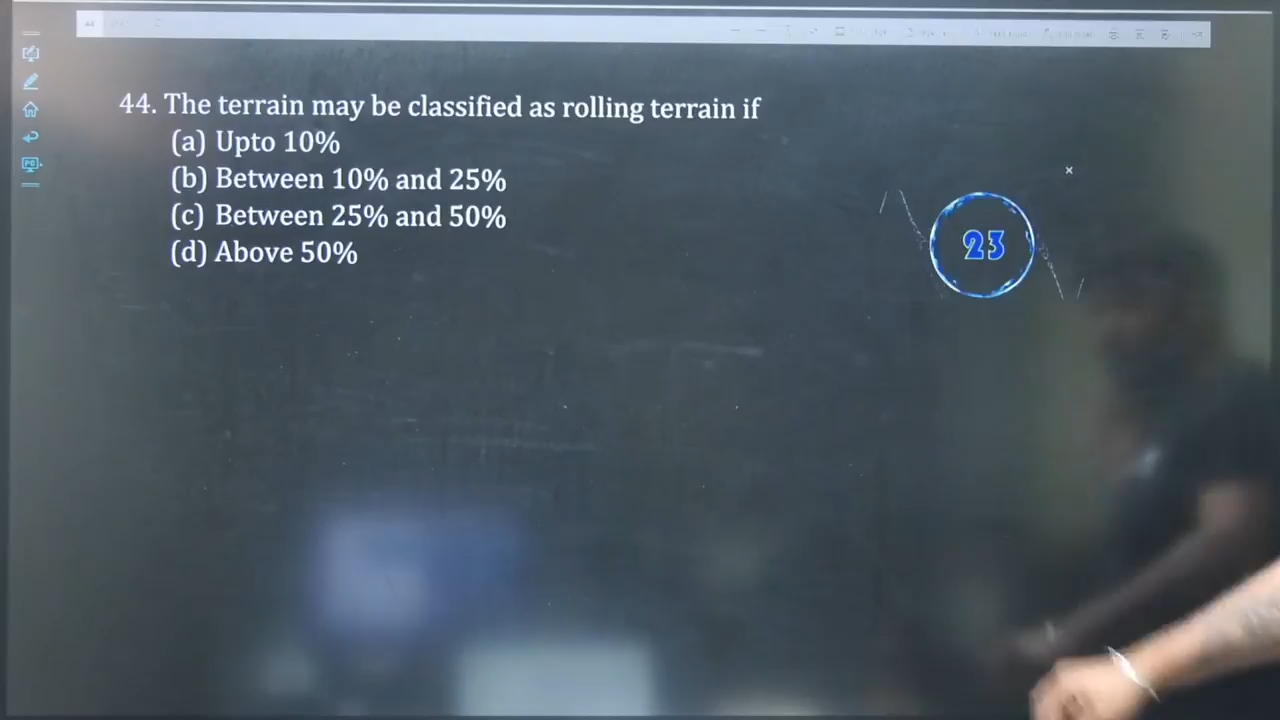 44. The terrain may be classified as rolling terrain if
(a) Upto 10%
(b) Between 10% and 25%
(c) Between 25% and 50%
(d) Above 50%
23